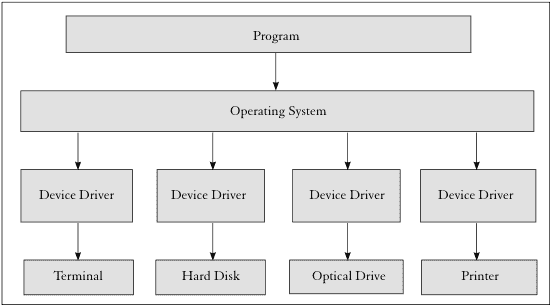 Program
Operating System
Device Driver
Device Driver
Device Driver
Device Driver
Terminal
Hard Disk
Optical Drive
Printer